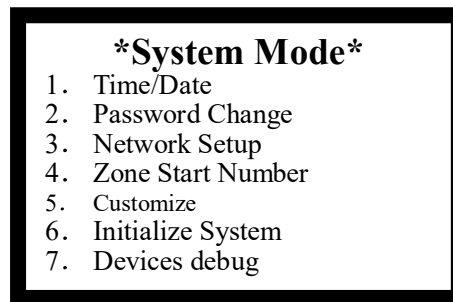 *System Mode*
1. Time/Date
2. Password Change
3. Network Setup
4. Zone Start Number
5. Customize
6. Initialize System
7. Devices debug